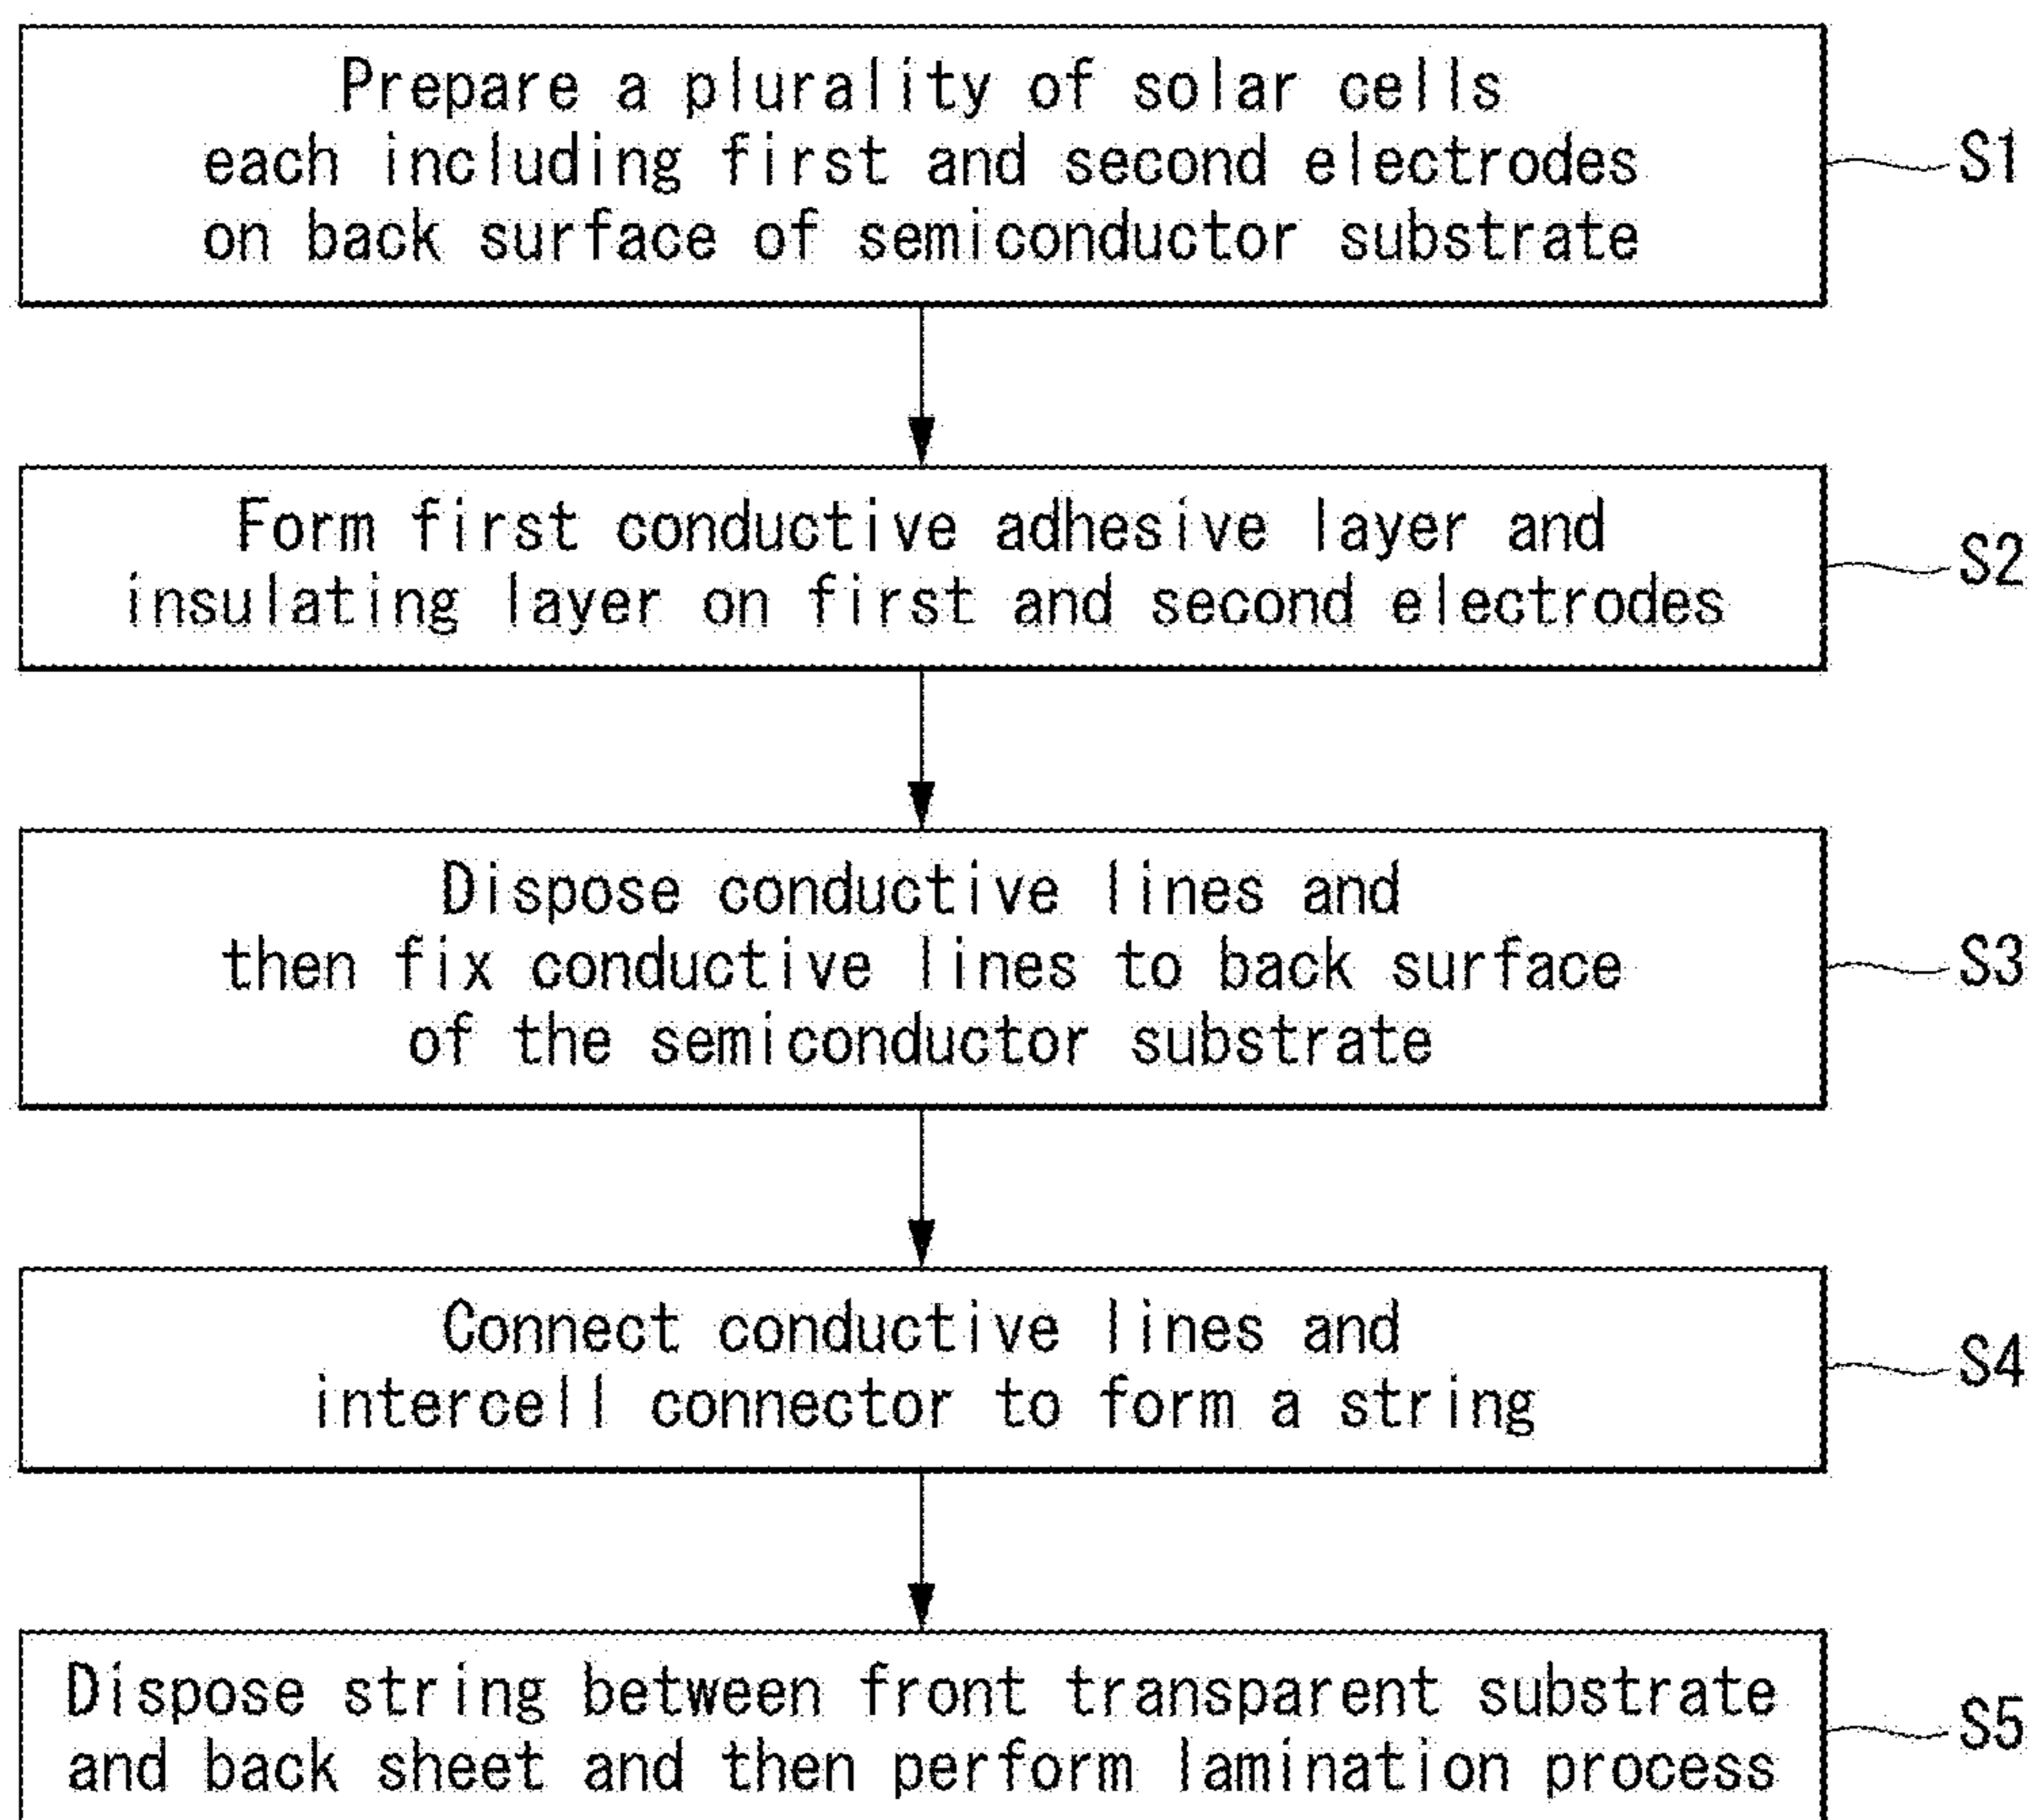 Prepare a plurality of solar cells
each including first and second electrodes
on back surface of semiconductor substrate
S1
Form first conductive adhesive layer and
insulating layer on first and second electrodes
S2
Dispose conductive lines and
then fix conductive lines to back surface
of the semiconductor substrate
S3
Connect conductive lines and
intercell connector to form a string
S4
Dispose string between front transparent substrate
and back sheet and then perform lamination process
S5